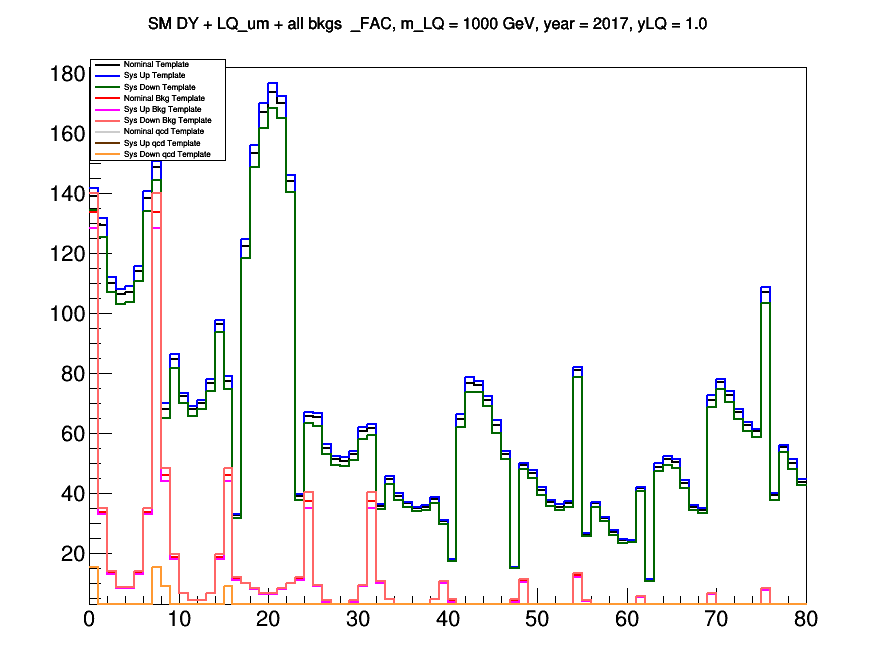 SM DY + LQ_um + all bkgs _FAC, m_LQ = 1000 GeV, year = 2017, yLQ = 1.0
Nominal Template
Sys Up Template
Sys Down Template
Nominal Bkg Template
Sys Up Bkg Template
Sys Down Bkg Template
Nominal qcd Template
Sys Up qcd Template
Sys Down qcd Template
180
160
140
120
100
80
60
40
20
0 10 20 30 40 50 60 70 80